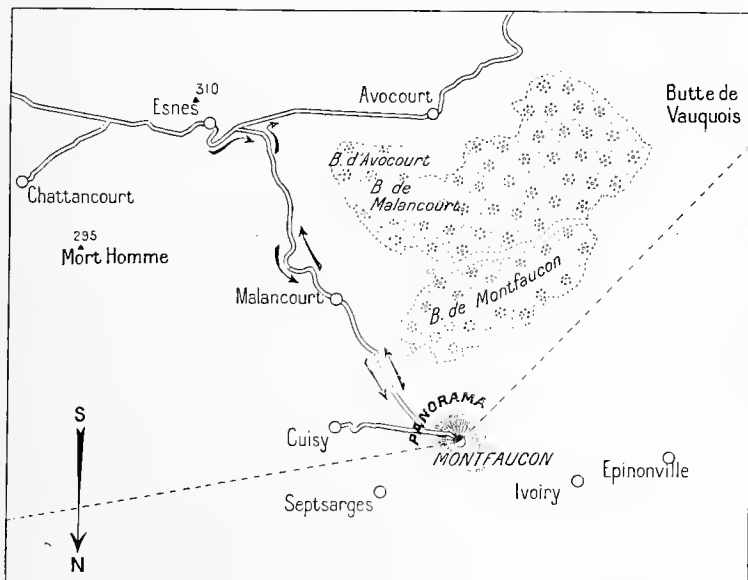 310
Esnes
Avocourt
Butte de
Vauquois
B. d'Avocourt
B de
Malancourt
Chattancourt
295
Mort Homme
B. de Montfaucon
Malancourt
PANORAMA
S
Cuisy
MONTFAUCON
Epinonville
Ivoiry
Septsarges
N